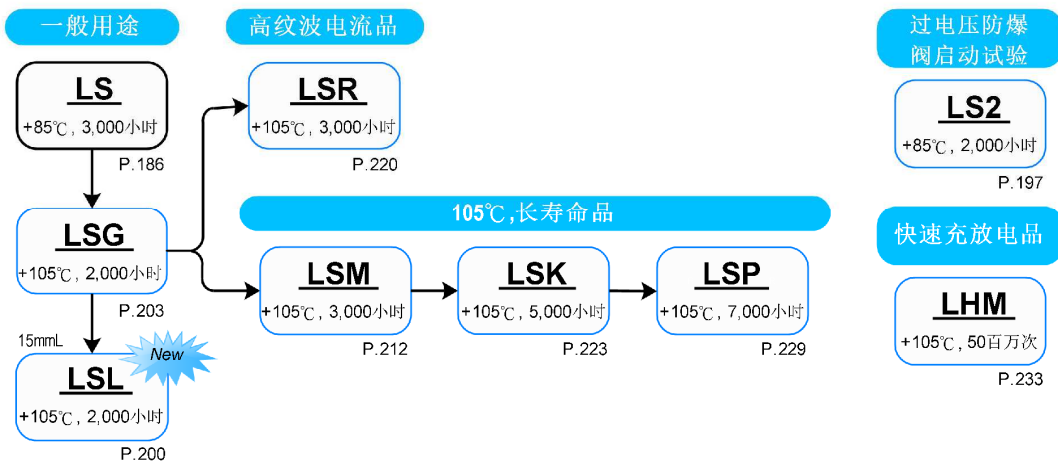 一般用途
LS
+85℃, 3,000小时
P.186
LSG
+105℃, 2,000小时
P.203
15mmL
New
LSL
+105℃, 2,000小时
P.200
高纹波电流品
LSR
+105℃, 3,000小时
P.220
105℃,长寿命品
LSM
+105℃, 3,000小时
P.212
LSK
+105℃, 5,000小时
P.223
LSP
+105℃, 7,000小时
P.229
过电压防爆
阀启动试验
LS2
+85℃, 2,000小时
P.197
快速充放电品
LHM
+105℃, 50百万次
P.233